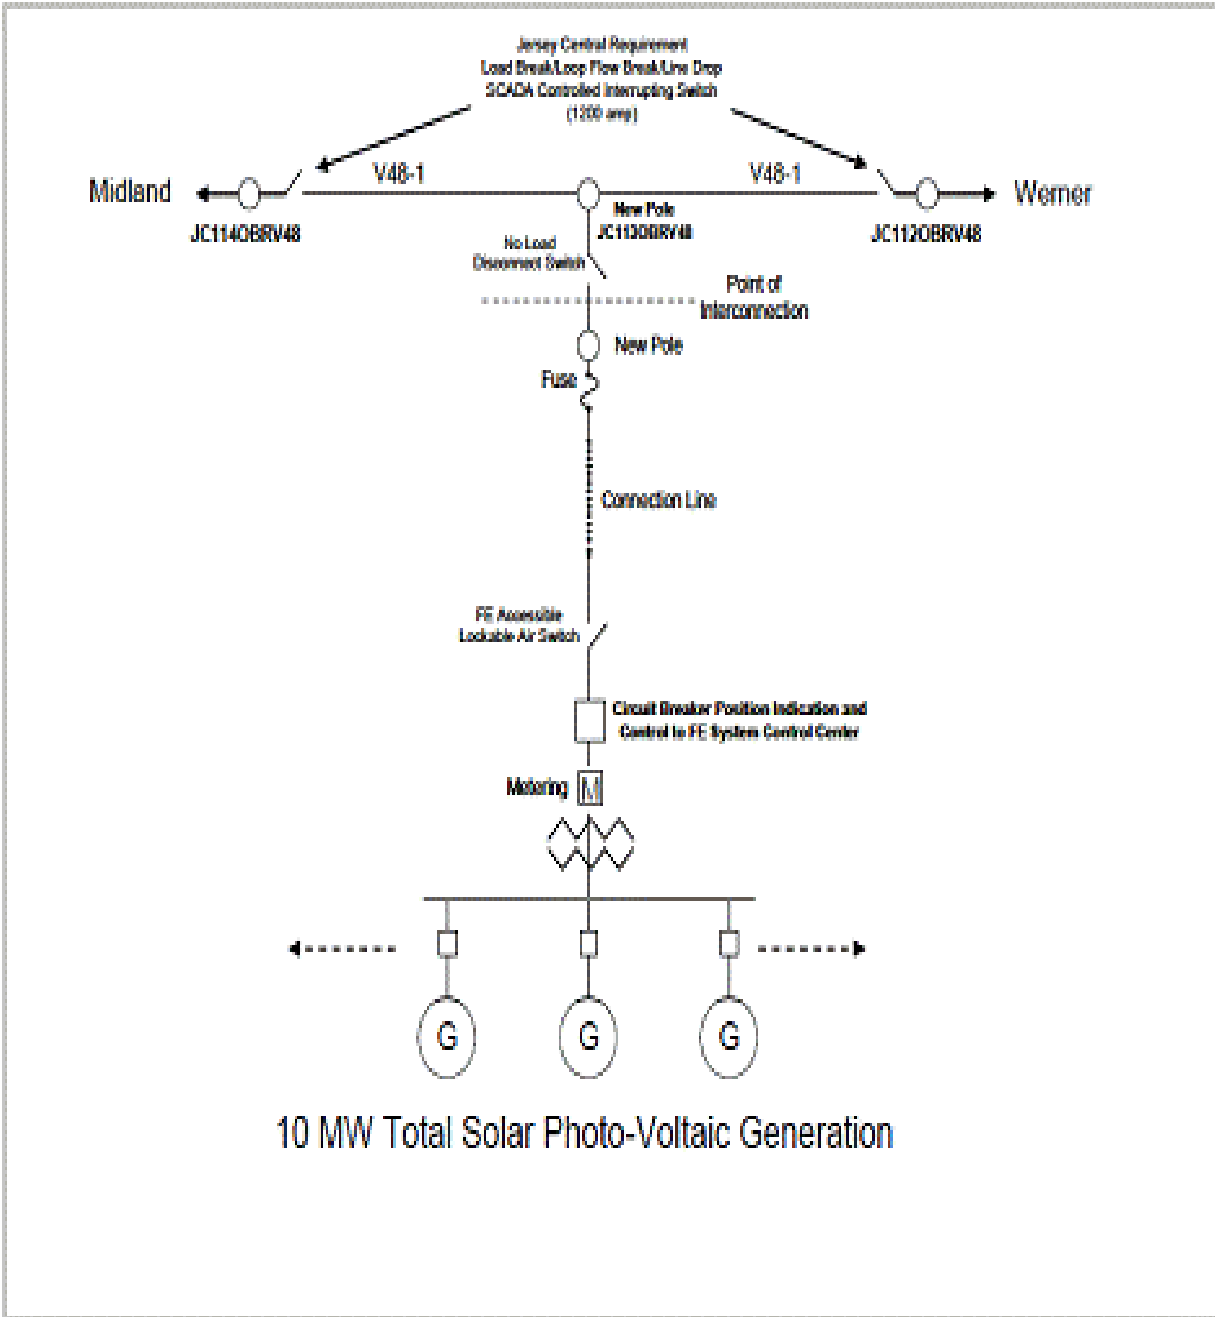 Jersey Central Requirement
Load Break/Loop Flow Break/Line Drop
SCADA Controlled Interrupting Switch
(1200 amp)
Midland
V48-1
V48-1
Werner
JC114OBRV48
New Pole
JC113OBRV48
JC112OBRV48
No Load
Disconnect Switch
Point of
Interconnection
New Pole
Fuse
Connection Line
FE Accessible
Lockable Air Switch
Circuit Breaker Position Indication and
Control to FE System Control Center
Metering
M
G
G
G
10 MW Total Solar Photo-Voltaic Generation